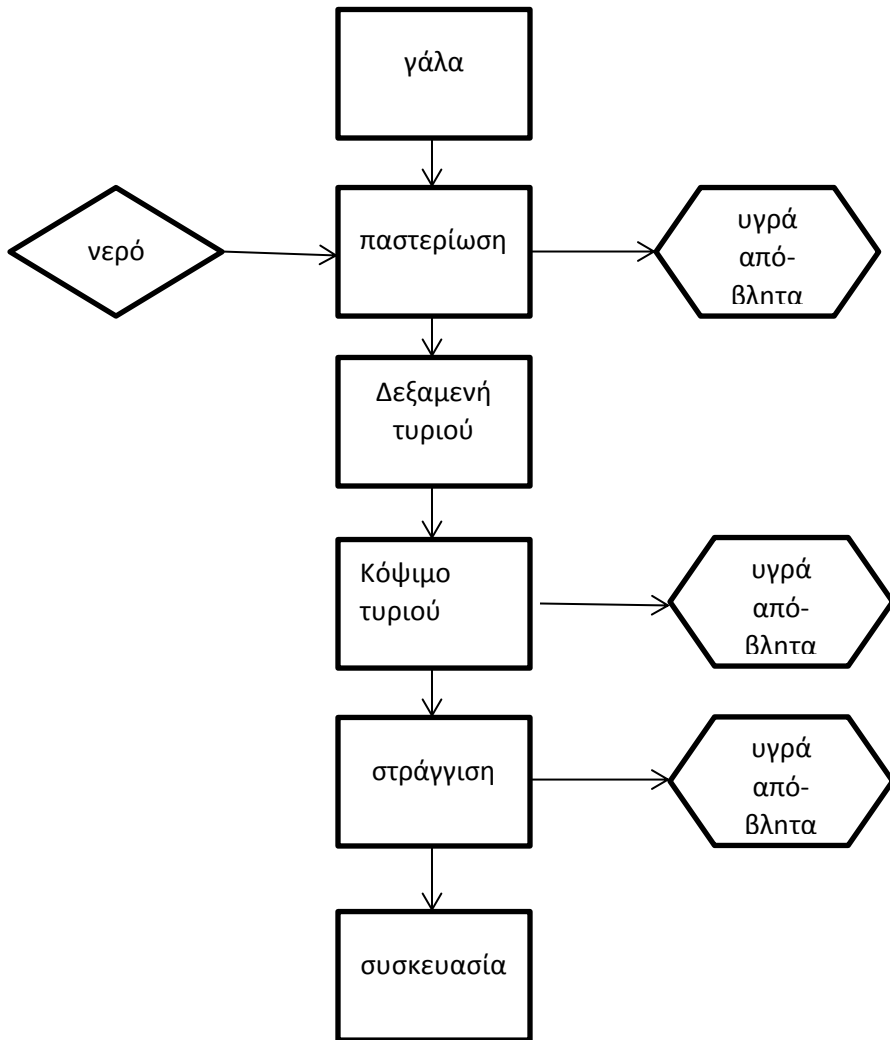 γάλα
νερό
παστερίωση
υγρά
από-
βλητα
Δεξαμενή
τυριού
Κόψιμο
τυριού
υγρά
από-
βλητα
στράγγιση
υγρά
από-
βλητα
συσκευασία